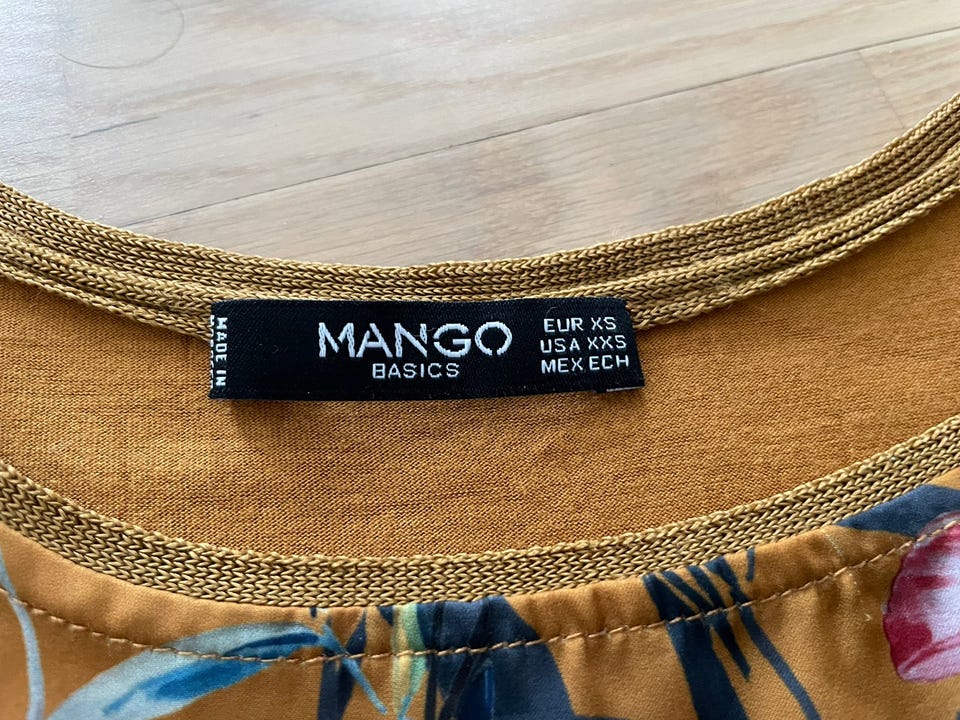 MADE IN
MANGO
BASICS
EUR XS
USA XXS
MEX ECH